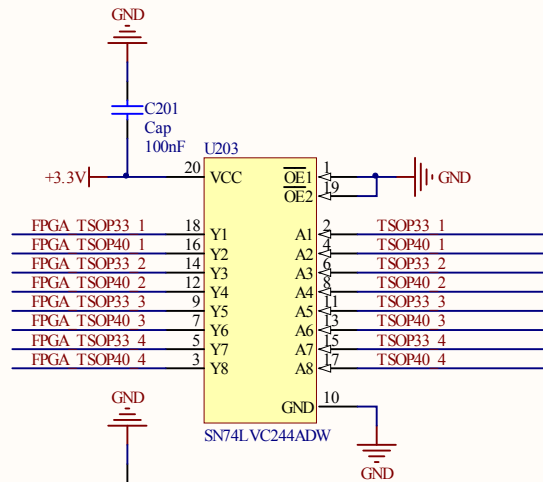 GND
C201
Cap
100nF
U203
+3.3V 20 VCC OE1 1 GND
OE2 19
FPGA_TSOP33_1 18 Y1 A1 2 TSOP33_1
FPGA_TSOP40_1 16 Y2 A2 4 TSOP40_1
FPGA_TSOP33_2 14 Y3 A3 6 TSOP33_2
FPGA_TSOP40_2 12 Y4 A4 8 TSOP40_2
FPGA_TSOP33_3 9 Y5 A5 11 TSOP33_3
FPGA_TSOP40_3 7 Y6 A6 13 TSOP40_3
FPGA_TSOP33_4 5 Y7 A7 15 TSOP33_4
FPGA_TSOP40_4 3 Y8 A8 17 TSOP40_4
GND 10
GND
SN74LVC244ADW
GND